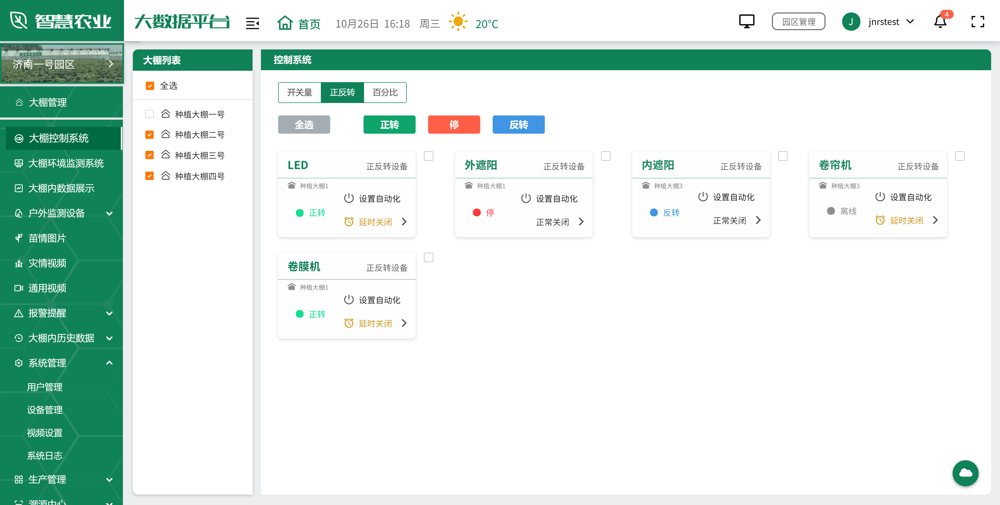 智慧农业
大数据平台
首页
10月26日 16:18 周三
20℃
园区管理
J
jnrstest
4
济南一号园区
大棚管理
大棚控制系统
大棚环境监测系统
大棚内数据展示
户外监测设备
苗情图片
灾情视频
通用视频
报警提醒
大棚内历史数据
系统管理
用户管理
设备管理
视频设置
系统日志
生产管理
溯源中心
大棚列表
全选
种植大棚一号
种植大棚二号
种植大棚三号
种植大棚四号
控制系统
开关量 正反转 百分比
全选 正转 停 反转
LED 正反转设备
种植大棚1
设置自动化
正转
延时关闭
外遮阳 正反转设备
种植大棚1
设置自动化
停
正常关闭
内遮阳 正反转设备
种植大棚3
设置自动化
反转
正常关闭
卷帘机 正反转设备
种植大棚3
设置自动化
离线
延时关闭
卷膜机 正反转设备
种植大棚1
设置自动化
正转
延时关闭